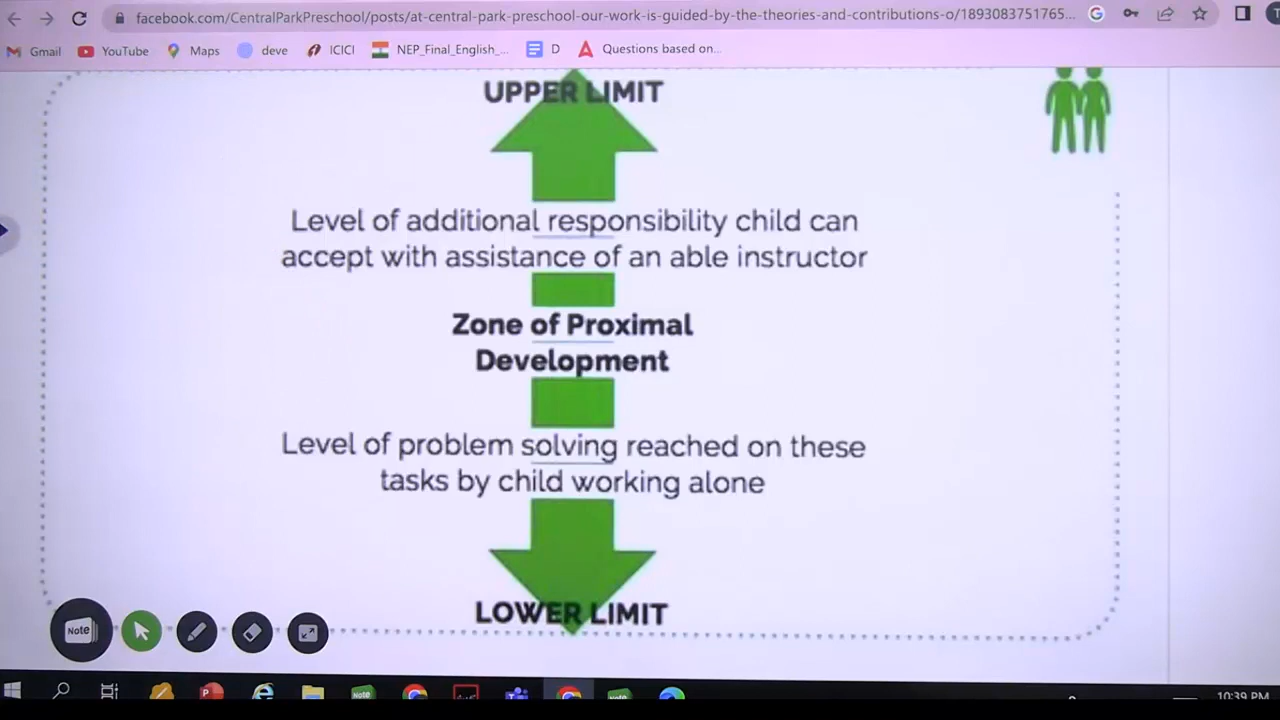 facebook.com/CentralParkPreschool/posts/at-central-park-preschool-our-work-is-guided-by-the-theories-and-contributions-o/1893083751765...
Gmail YouTube Maps deve ICICI NEP_Final_English_... D Questions based on...
UPPER LIMIT
Level of additional responsibility child can
accept with assistance of an able instructor
Zone of Proximal
Development
Level of problem solving reached on these
tasks by child working alone
LOWER LIMIT
Note
10:39 PM